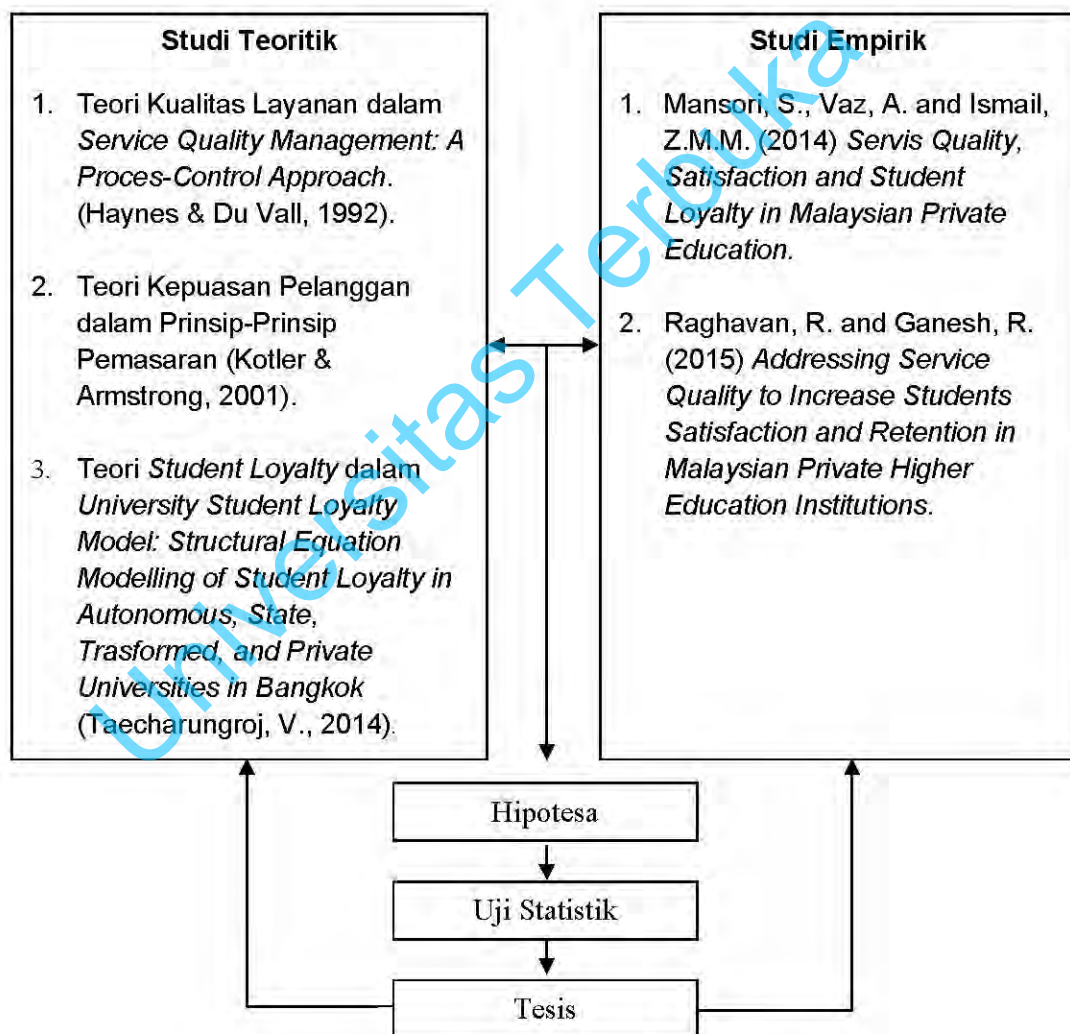 Studi Teoritik
1. Teori Kualitas Layanan dalam
Service Quality Management: A
Proces-Control Approach.
(Haynes & Du Vall, 1992).
2. Teori Kepuasan Pelanggan
dalam Prinsip-Prinsip
Pemasaran (Kotler &
Armstrong, 2001).
3. Teori Student Loyalty dalam
University Student Loyalty
Model: Structural Equation
Modelling of Student Loyalty in
Autonomous, State,
Trasformed, and Private
Universities in Bangkok
(Taecharungroj, V., 2014).
Studi Empirik
1. Mansori, S., Vaz, A. and Ismail,
Z.M.M. (2014) Servis Quality,
Satisfaction and Student
Loyalty in Malaysian Private
Education.
2. Raghavan, R. and Ganesh, R.
(2015) Addressing Service
Quality to Increase Students
Satisfaction and Retention in
Malaysian Private Higher
Education Institutions.
Hipotesa
Uji Statistik
Tesis
Universitas Terbuka